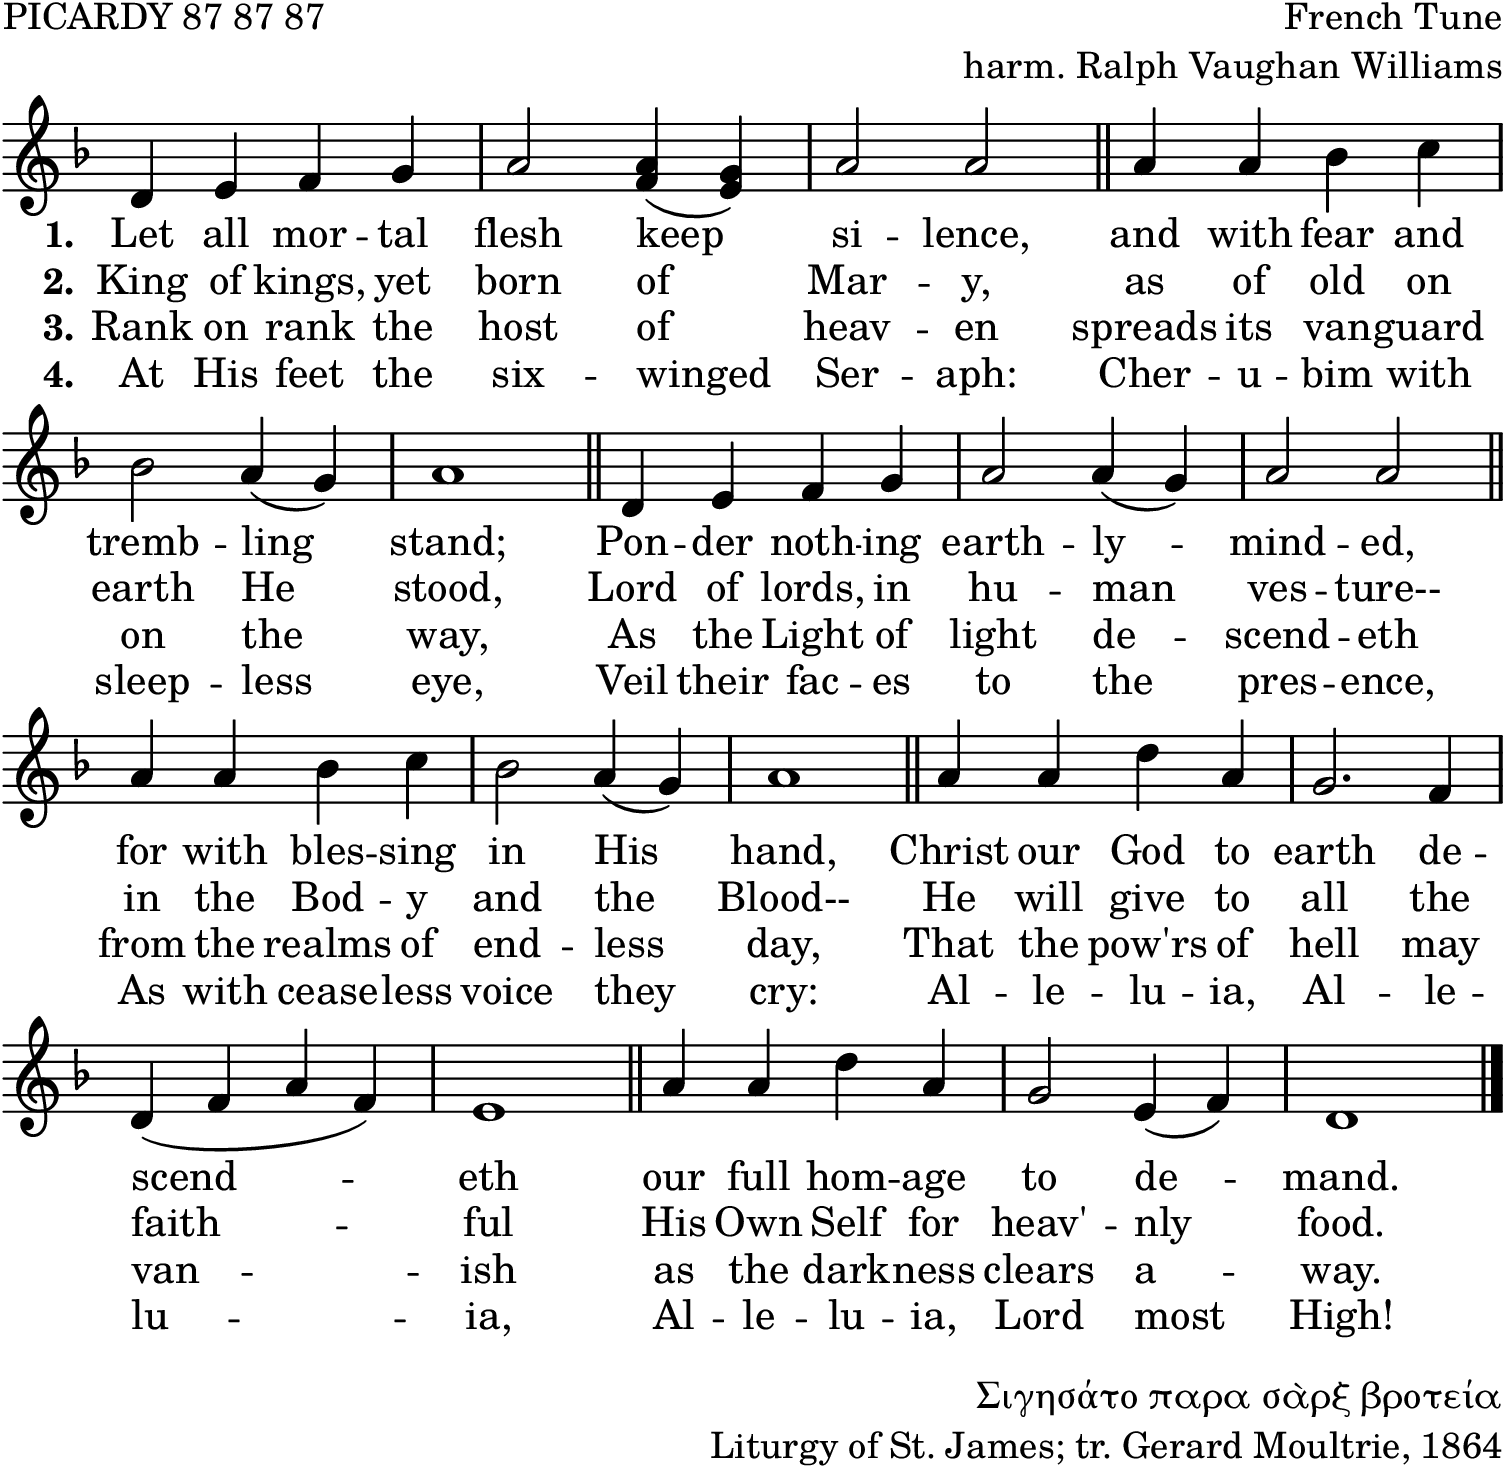 PICARDY 87 87 87
French Tune
harm. Ralph Vaughan Williams
1. Let all mor - tal flesh keep si - lence, and with fear and
2. King of kings, yet born of Mar - y, as of old on
3. Rank on rank the host of heav - en spreads its vanguard
4. At His feet the six - winged Ser - aph: Cher - u - bim with
tremb - ling stand; Pon - der noth - ing earth - ly - mind - ed,
earth He stood, Lord of lords, in hu - man ves - ture--
on the way, As the Light of light de - scend - eth
sleep - less eye, Veil their fac - es to the pres - ence,
for with bles - sing in His hand, Christ our God to earth de -
in the Bod - y and the Blood-- He will give to all the
from the realms of end - less day, That the pow'rs of hell may
As with ceaseless voice they cry: Al - le - lu - ia, Al - le -
scend - eth our full hom - age to de - mand.
faith - ful His Own Self for heav' - nly food.
van - - ish as the darkness clears a - way.
lu - - ia, Al - le - lu - ia, Lord most High!
Σιγησάτο παρα σὰρξ βροτεία
Liturgy of St. James; tr. Gerard Moultrie, 1864